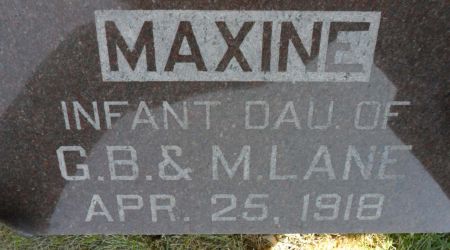 MAXINE
INFANT DAU. OF
G.B.& M.LANE
APR. 25, 1918